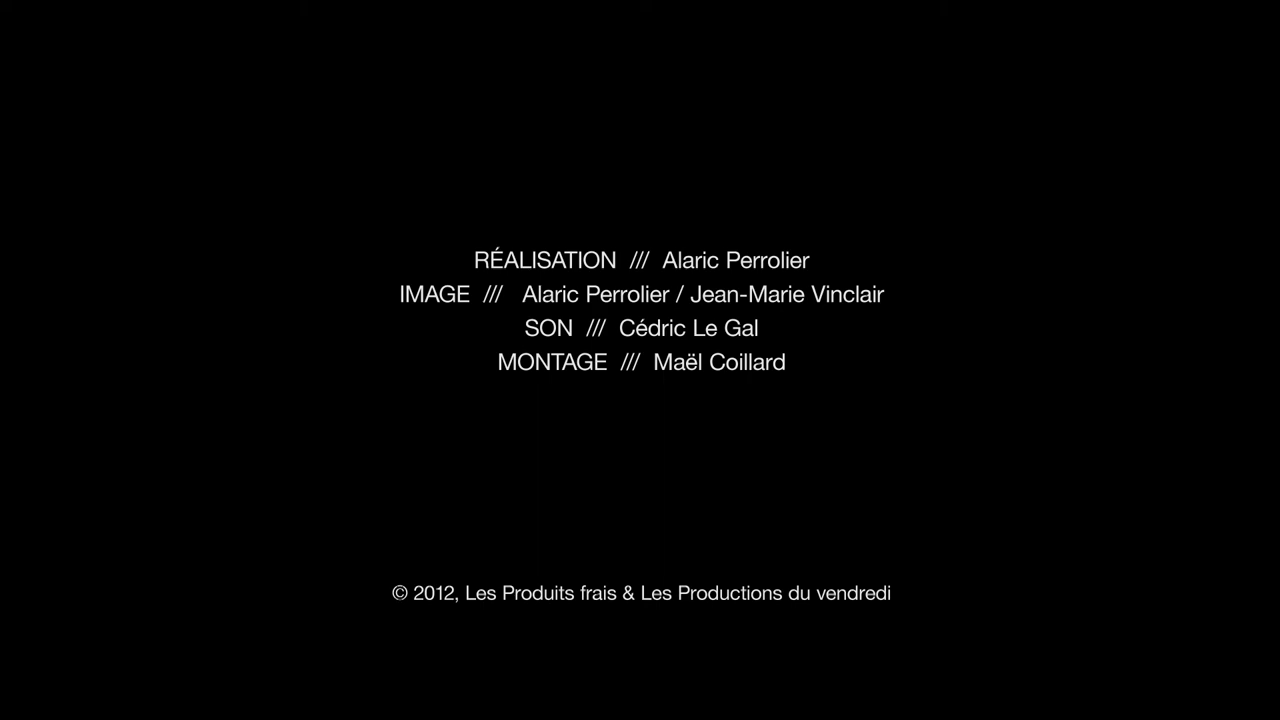 RÉALISATION /// Alaric Perrolier
IMAGE /// Alaric Perrolier / Jean-Marie Vinclair
SON /// Cédric Le Gal
MONTAGE /// Maël Coillard
© 2012, Les Produits frais & Les Productions du vendredi